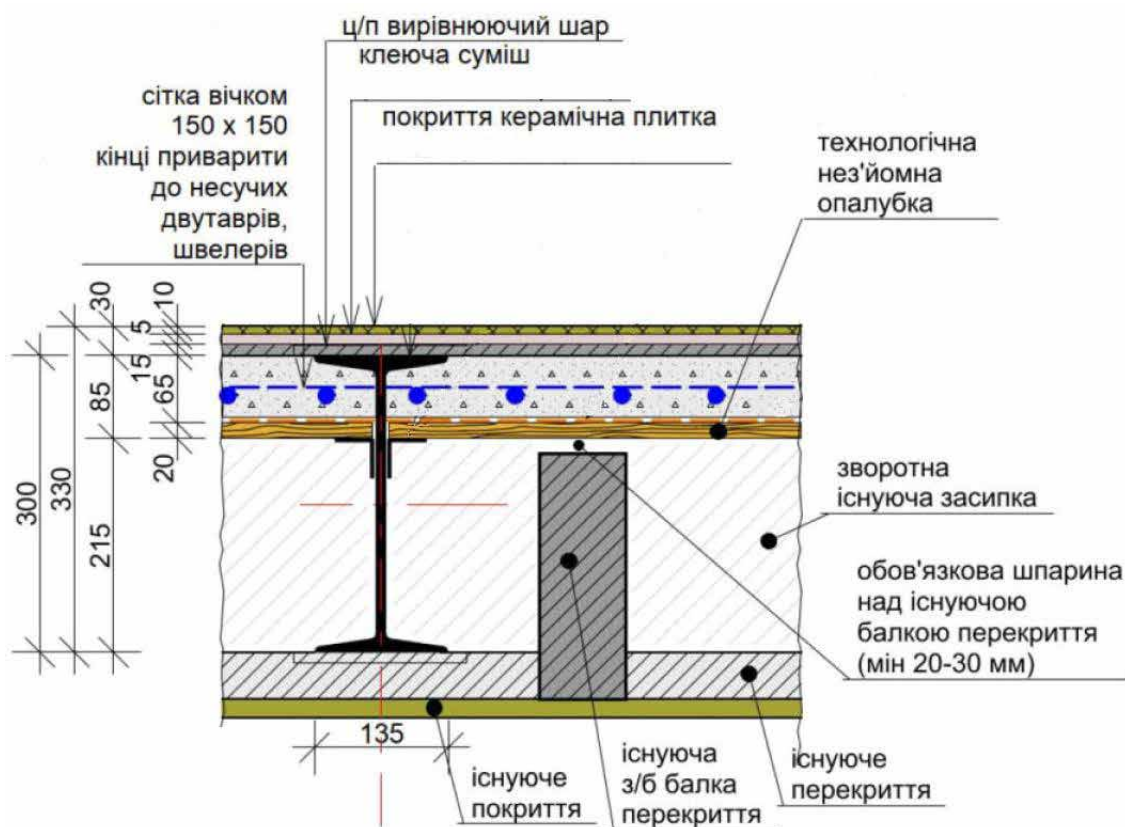 ц/п вирівнюючий шар
клеюча суміш
покриття керамічна плитка
сітка вічком
150 x 150
кінці приварити
до несучих
двутаврів,
швелерів
технологічна
нез'йомна
опалубка
30
10
5
15
85
65
20
300
330
215
зворотна
існуюча засипка
обов'язкова шпарина
над існуючою
балкою перекриття
(мін 20-30 мм)
135
існуюче
покриття
існуюча
з/б балка
перекриття
існуюче
перекриття